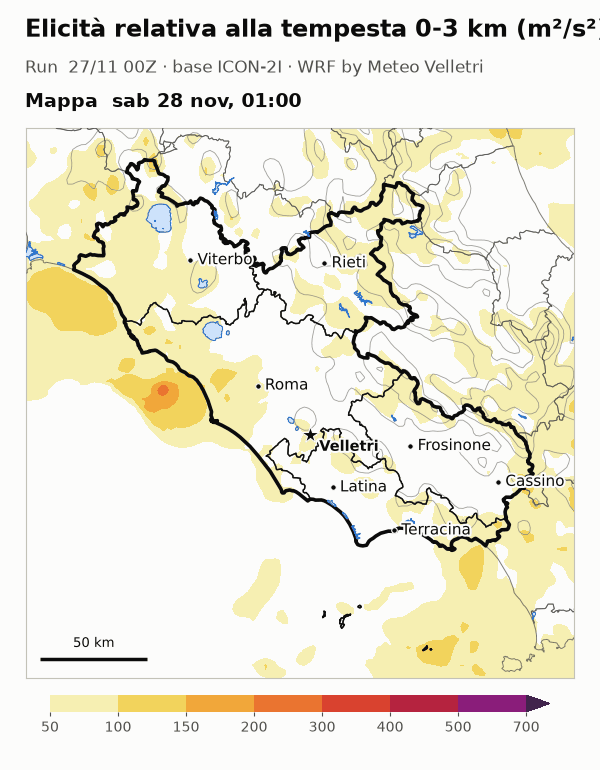 Elicità relativa alla tempesta 0-3 km (m²/s²)
Run 27/11 00Z · base ICON-2I · WRF by Meteo Velletri
Mappa sab 28 nov, 01:00
Viterbo
Rieti
Roma
Velletri
Frosinone
Cassino
Latina
Terracina
50 km
50 100 150 200 300 400 500 700